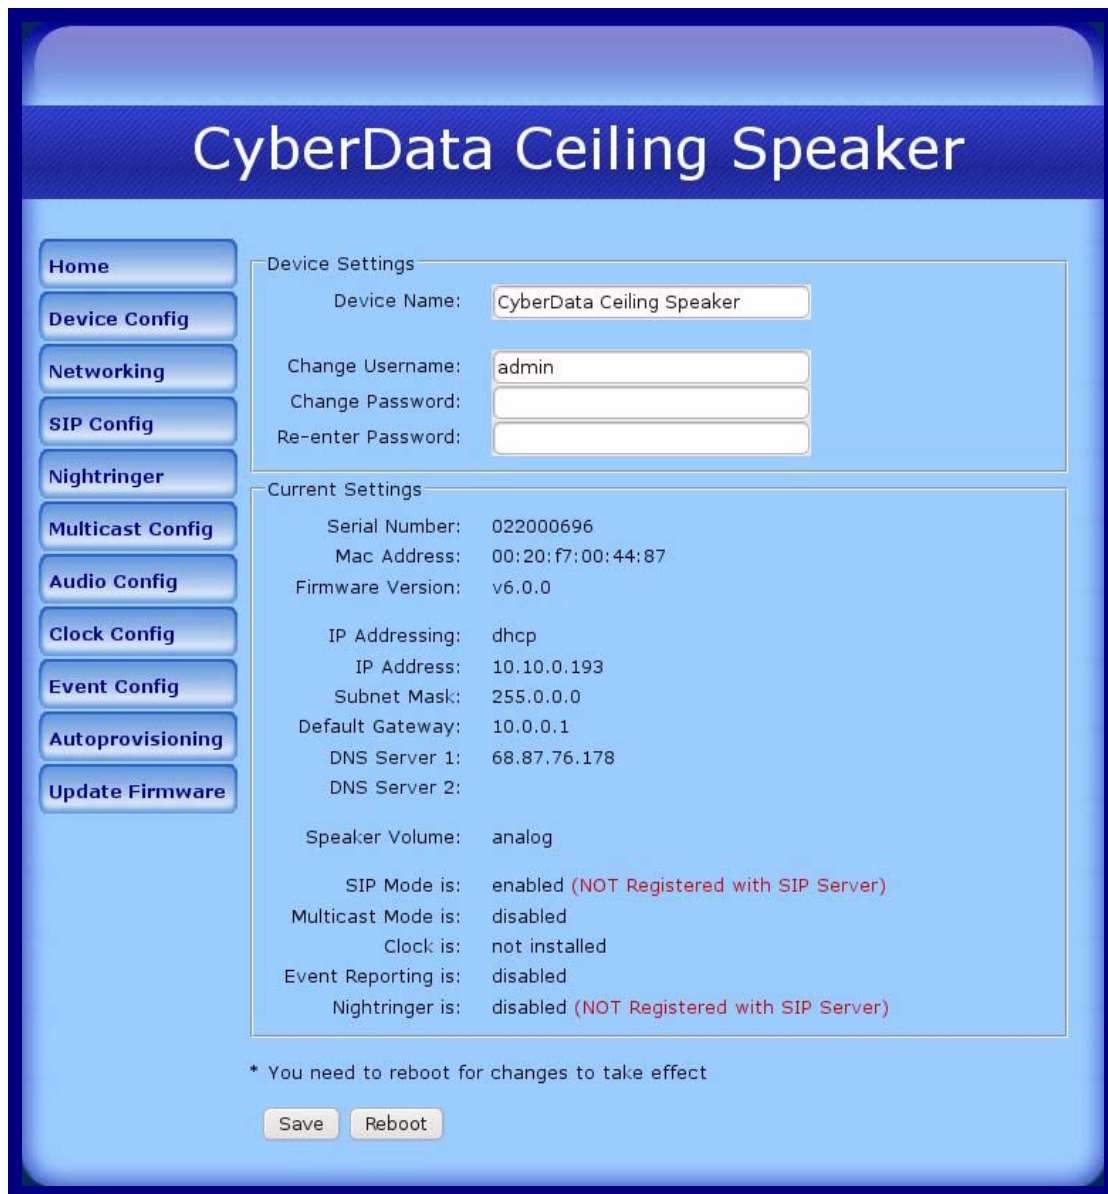 CyberData Ceiling Speaker
Home
Device Config
Networking
SIP Config
Nightringer
Multicast Config
Audio Config
Clock Config
Event Config
Autoprovisioning
Update Firmware
Device Settings
Device Name: CyberData Ceiling Speaker
Change Username: admin
Change Password:
Re-enter Password:
Current Settings
Serial Number: 022000696
Mac Address: 00:20:f7:00:44:87
Firmware Version: v6.0.0
IP Addressing: dhcp
IP Address: 10.10.0.193
Subnet Mask: 255.0.0.0
Default Gateway: 10.0.0.1
DNS Server 1: 68.87.76.178
DNS Server 2:
Speaker Volume: analog
SIP Mode is: enabled (NOT Registered with SIP Server)
Multicast Mode is: disabled
Clock is: not installed
Event Reporting is: disabled
Nightringer is: disabled (NOT Registered with SIP Server)
* You need to reboot for changes to take effect
Save Reboot